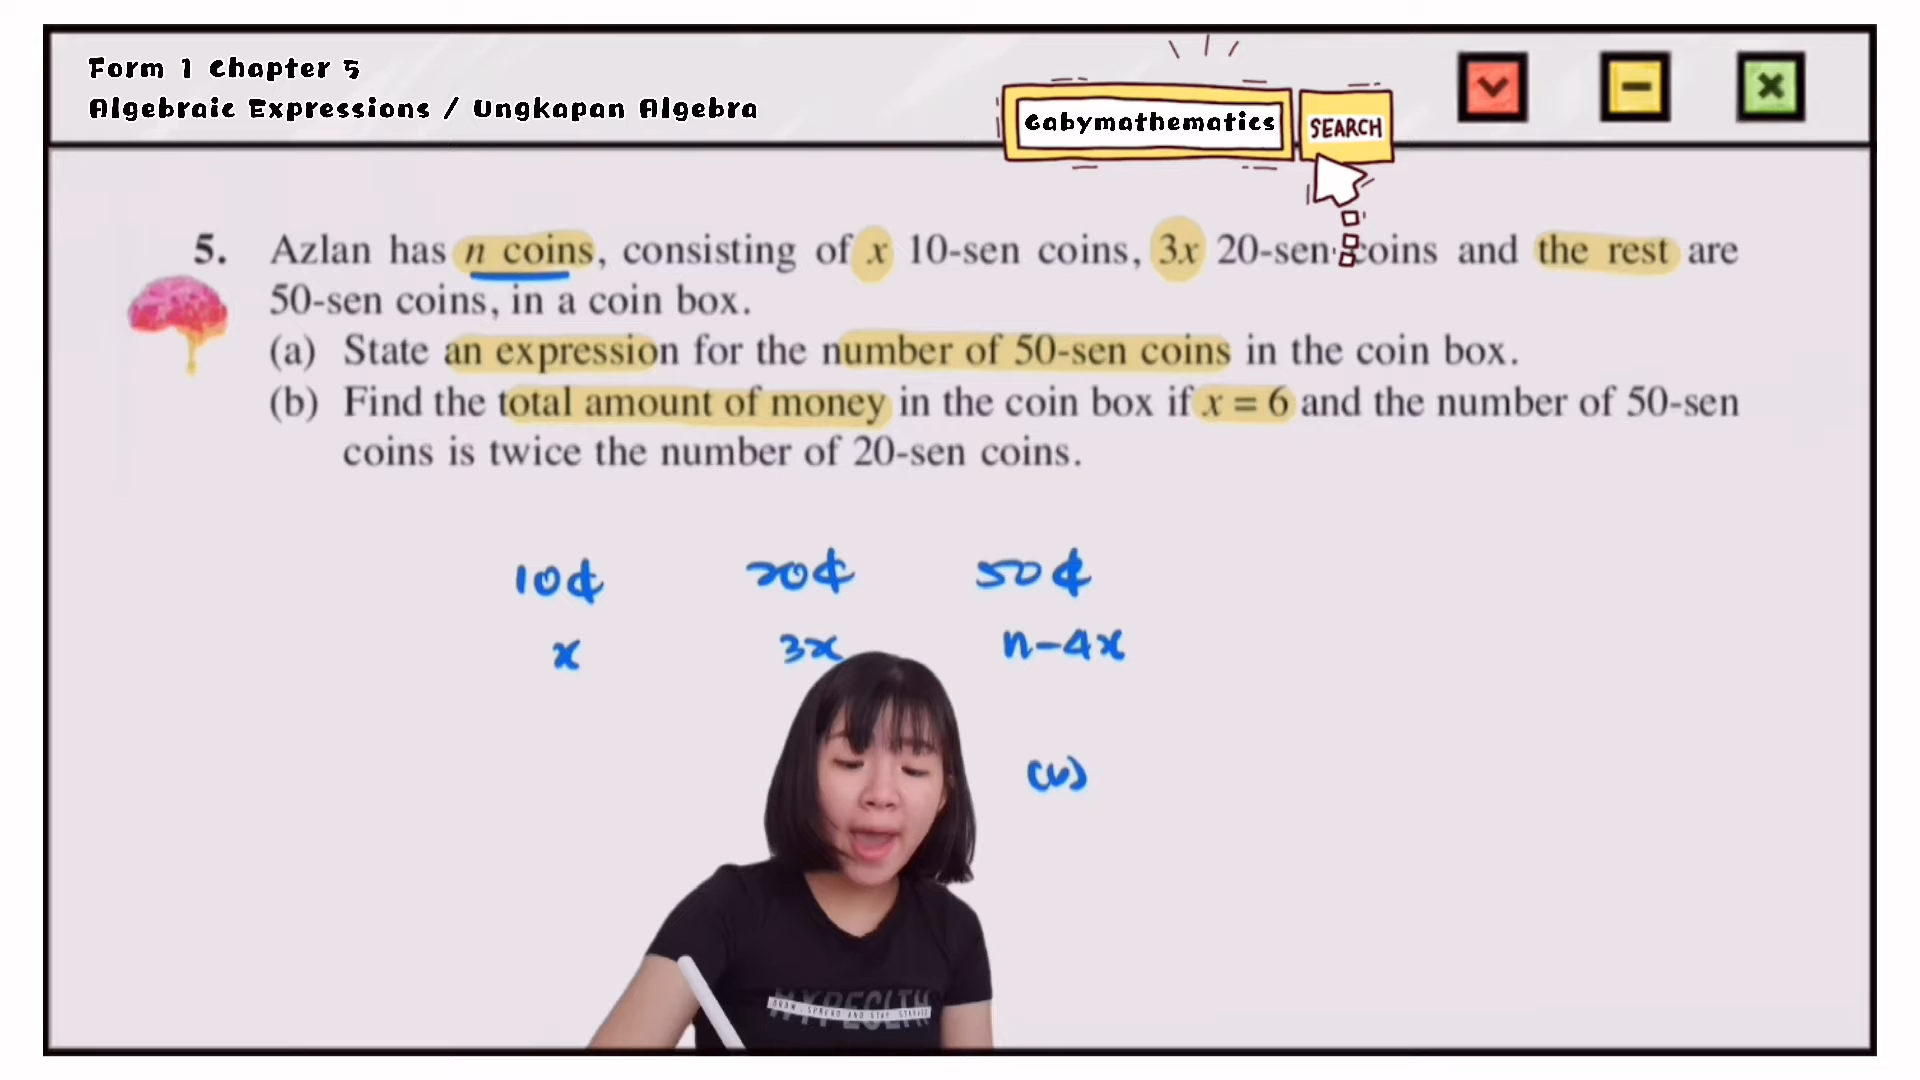 Form 1 Chapter 5
Algebraic Expressions / Ungkapan Algebra
Gabymathematics
SEARCH
5. Azlan has n coins, consisting of x 10-sen coins, 3x 20-sen coins and the rest are
50-sen coins, in a coin box.
(a) State an expression for the number of 50-sen coins in the coin box.
(b) Find the total amount of money in the coin box if x = 6 and the number of 50-sen
coins is twice the number of 20-sen coins.
10¢ 20¢ 50¢
x 3x n-4x
(b)